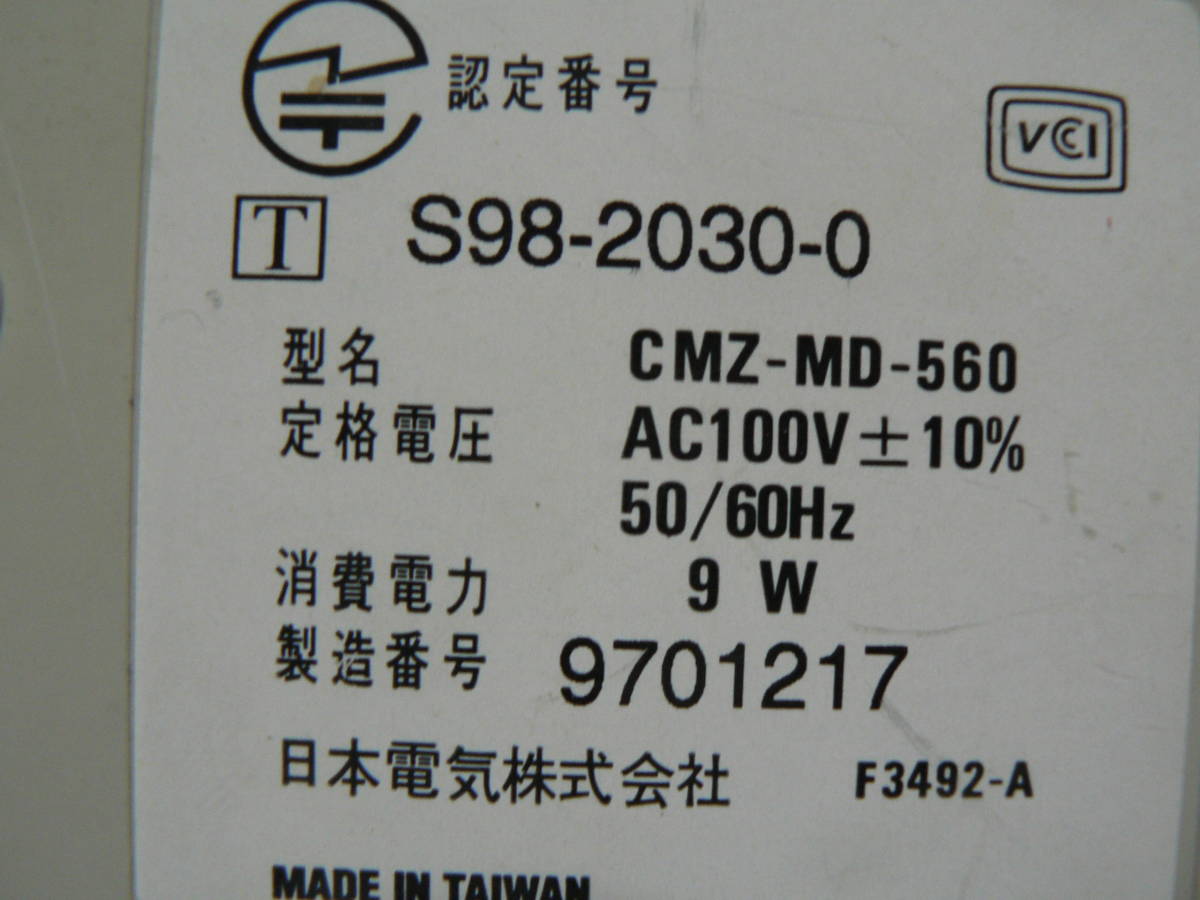 認定番号
VCCI
T S98-2030-0
型名 CMZ-MD-560
定格電圧 AC100V±10%
50/60Hz
消費電力 9 W
製造番号 9701217
日本電気株式会社 F3492-A
MADE IN TAIWAN